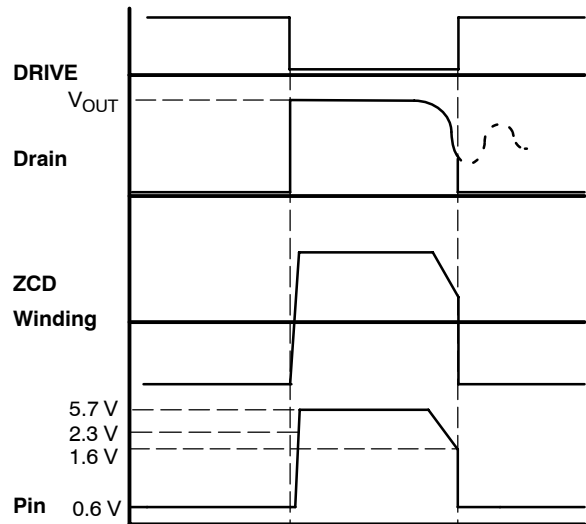 DRIVE
VOUT
Drain
ZCD
Winding
5.7 V
2.3 V
1.6 V
Pin 0.6 V